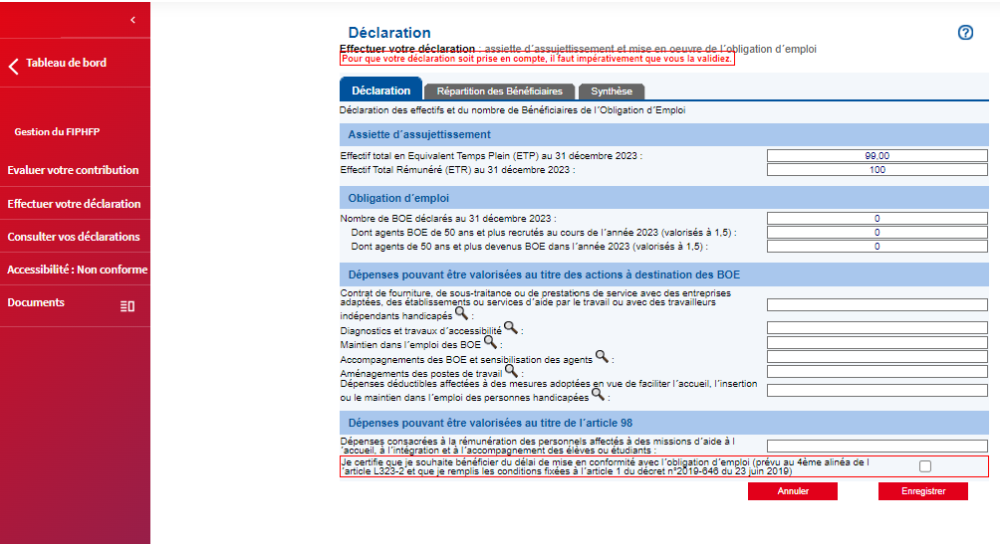 Tableau de bord
Gestion du FIPHFP
Evaluer votre contribution
Effectuer votre déclaration
Consulter vos déclarations
Accessibilité : Non conforme
Documents
Déclaration
Effectuer votre déclaration : assiette d´assujettissement et mise en oeuvre de l´obligation d´emploi
Pour que votre déclaration soit prise en compte, il faut impérativement que vous la validiez.
Déclaration Répartition des Bénéficiaires Synthèse
Déclaration des effectifs et du nombre de Bénéficiaires de l´Obligation d´Emploi
Assiette d´assujettissement
Effectif total en Equivalent Temps Plein (ETP) au 31 décembre 2023 : 99,00
Effectif Total Rémunéré (ETR) au 31 décembre 2023 : 100
Obligation d´emploi
Nombre de BOE déclarés au 31 décembre 2023 : 0
Dont agents BOE de 50 ans et plus recrutés au cours de l´année 2023 (valorisés à 1,5) : 0
Dont agents de 50 ans et plus devenus BOE dans l´année 2023 (valorisés à 1,5) : 0
Dépenses pouvant être valorisées au titre des actions à destination des BOE
Contrat de fourniture, de sous-traitance ou de prestations de service avec des entreprises
adaptées, des établissements ou services d´aide par le travail ou avec des travailleurs
indépendants handicapés :
Diagnostics et travaux d´accessibilité :
Maintien dans l´emploi des BOE :
Accompagnements des BOE et sensibilisation des agents :
Aménagements des postes de travail :
Dépenses déductibles affectées à des mesures adoptées en vue de faciliter l´accueil, l´insertion
ou le maintien dans l´emploi des personnes handicapées :
Dépenses pouvant être valorisées au titre de l´article 98
Dépenses consacrées à la rémunération des personnels affectés à des missions d´aide à l
´accueil, à l´intégration et à l´accompagnement des élèves ou étudiants :
Je certifie que je souhaite bénéficier du délai de mise en conformité avec l´obligation d´emploi (prévu au 4ème alinéa de l
´article L323-2 et que je remplis les conditions fixées à l´article 1 du décret n°2019-646 du 23 juin 2019)
Annuler Enregistrer